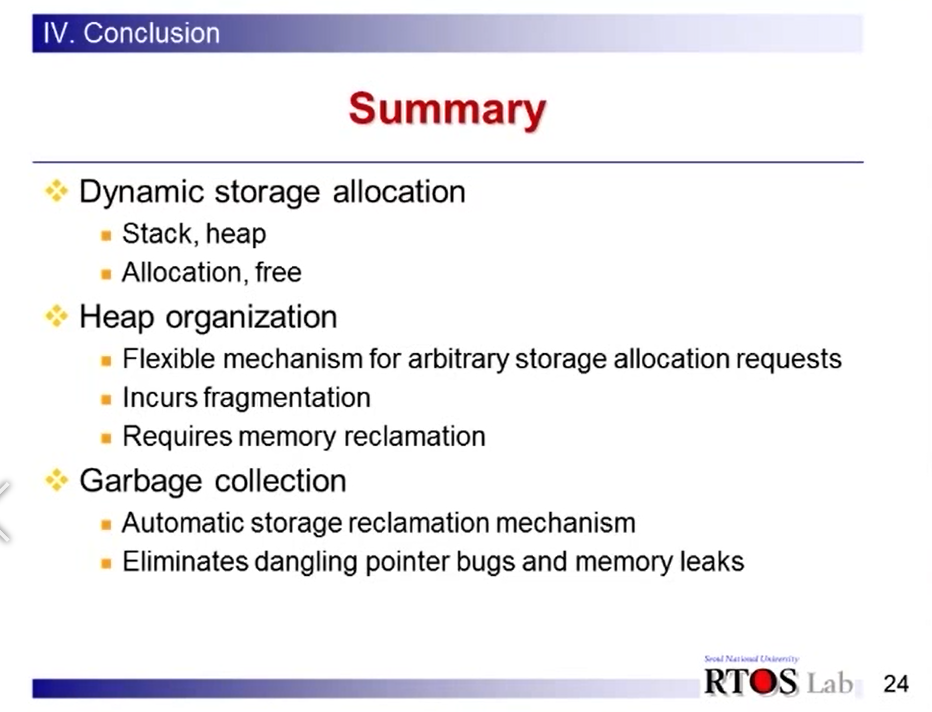 IV. Conclusion
Summary
Dynamic storage allocation
Stack, heap
Allocation, free
Heap organization
Flexible mechanism for arbitrary storage allocation requests
Incurs fragmentation
Requires memory reclamation
Garbage collection
Automatic storage reclamation mechanism
Eliminates dangling pointer bugs and memory leaks
Seoul National University
RTOS Lab
24